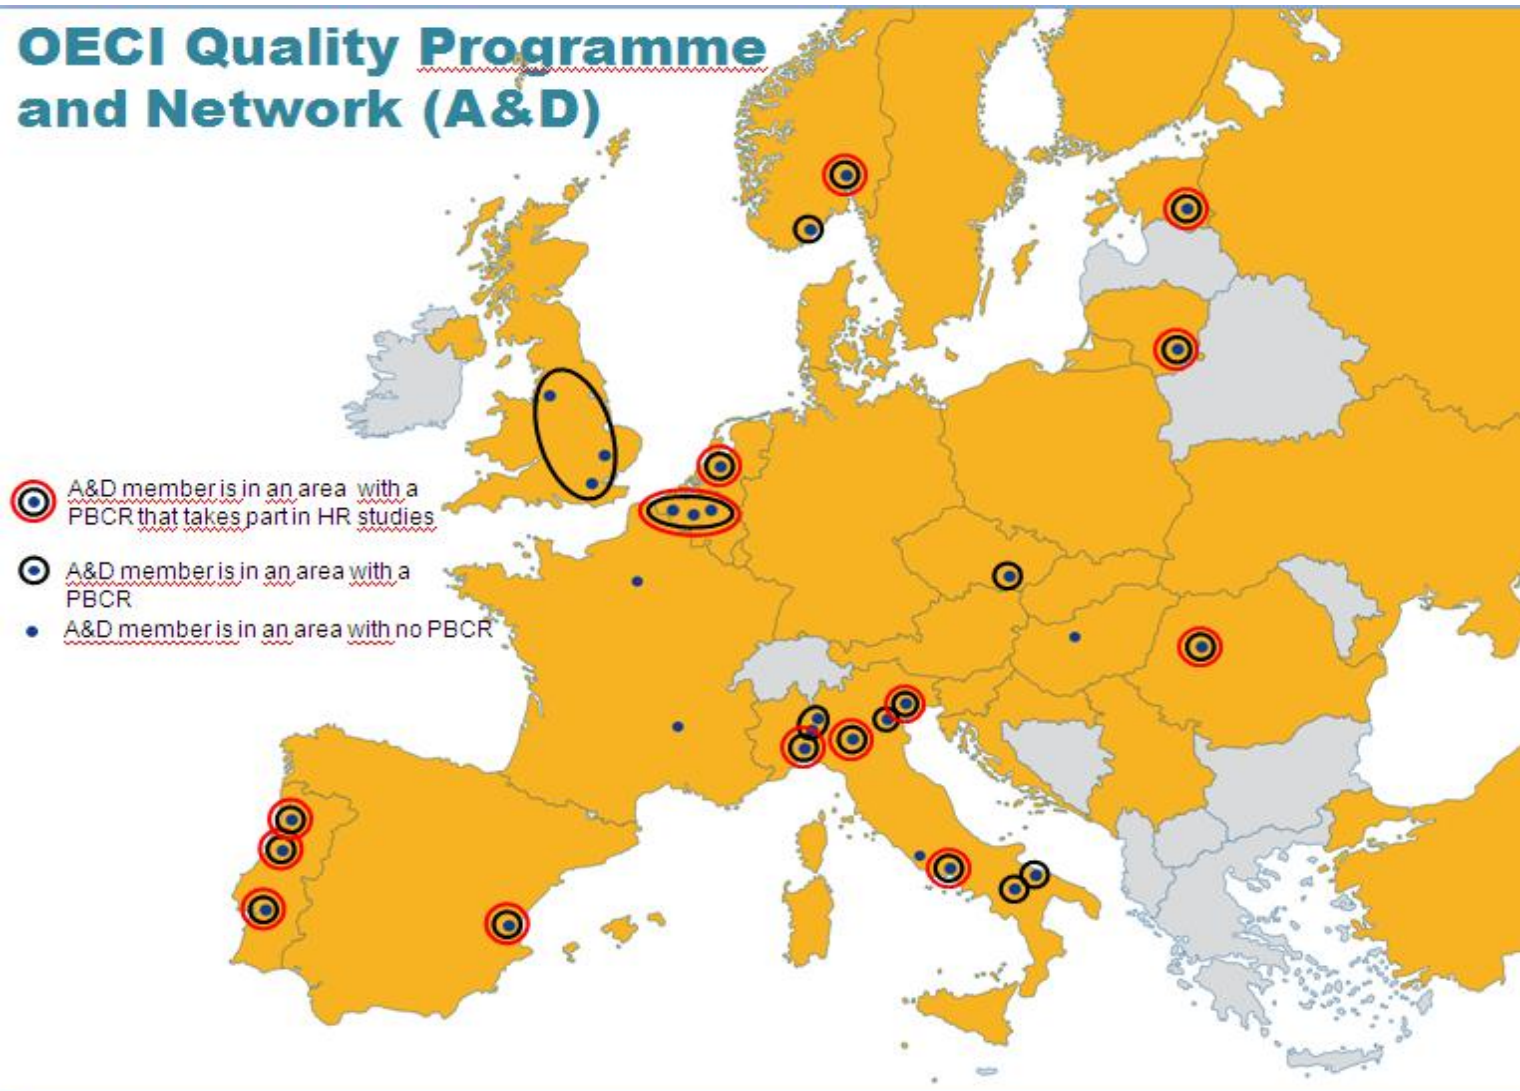 OECI Quality Programme
and Network (A&D)
A&D member is in an area with a
PBCR that takes part in HR studies
A&D member is in an area with a
PBCR
A&D member is in an area with no PBCR